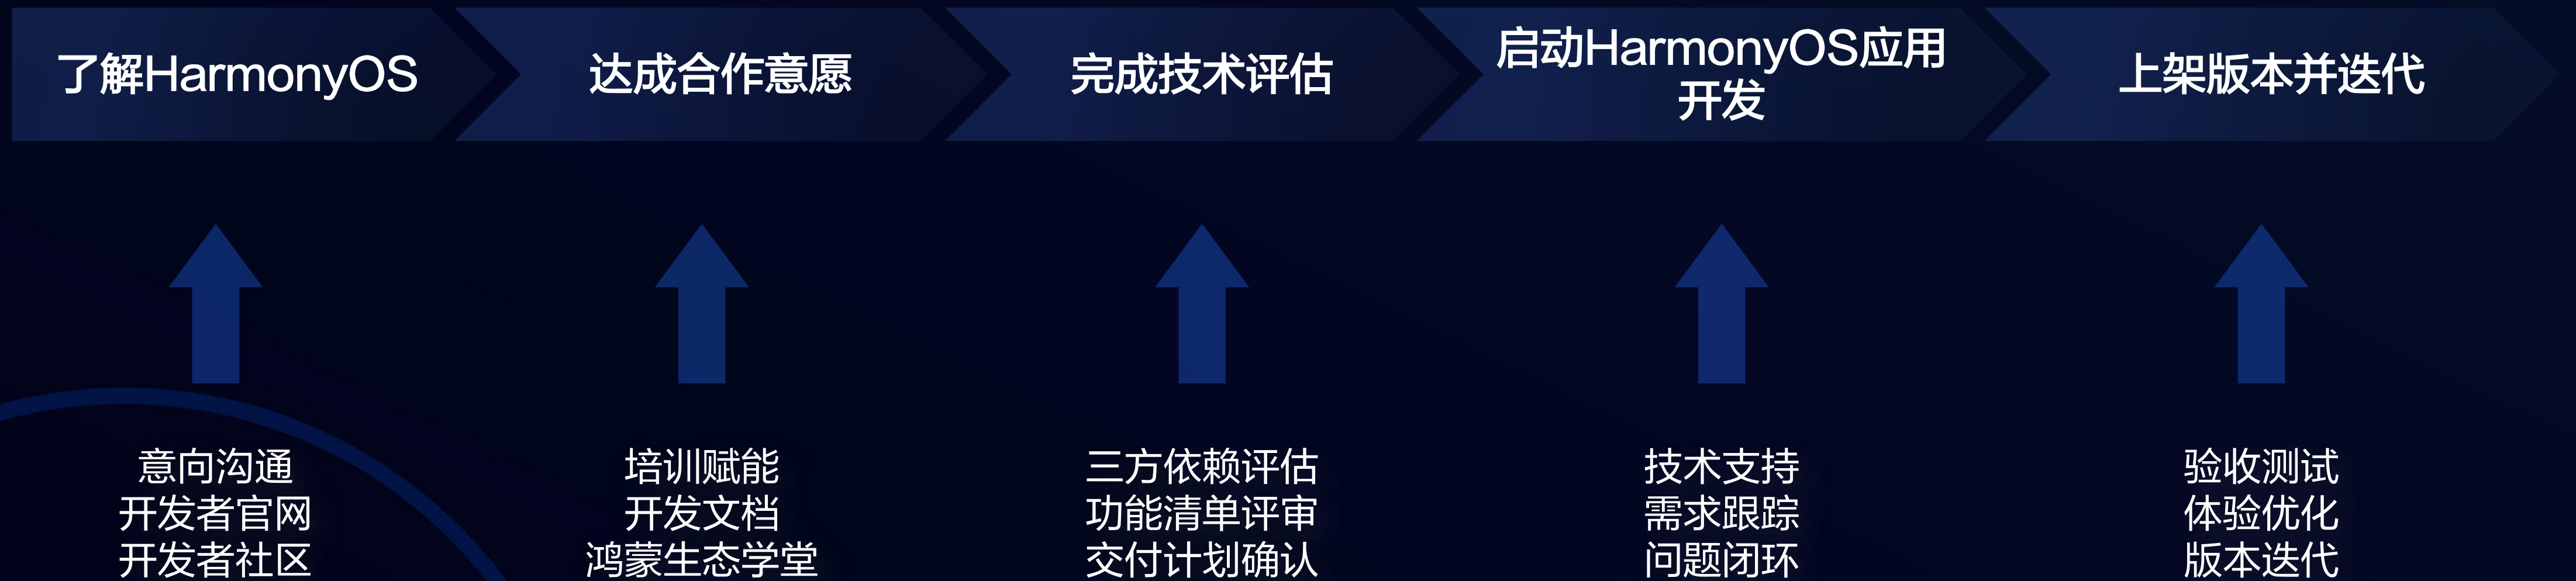 了解HarmonyOS
达成合作意愿
完成技术评估
启动HarmonyOS应用
开发
上架版本并迭代
意向沟通
开发者官网
开发者社区
培训赋能
开发文档
鸿蒙生态学堂
三方依赖评估
功能清单评审
交付计划确认
技术支持
需求跟踪
问题闭环
验收测试
体验优化
版本迭代